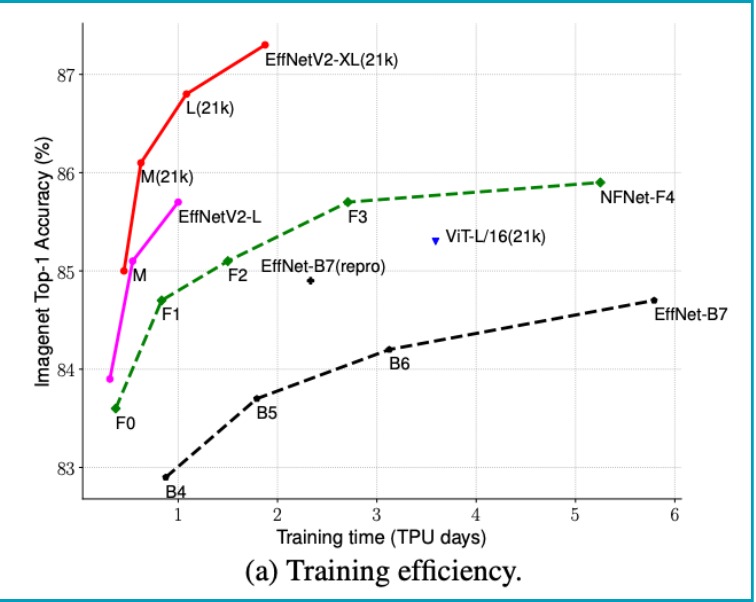 EffNetV2-XL(21k)
87
L(21k)
86
M(21k)
NFNet-F4
EffNetV2-L
F3
ViT-L/16(21k)
EffNet-B7(repro)
85
M
F2
F1
EffNet-B7
84
B6
F0
B5
83
B4
Imagenet Top-1 Accuracy (%)
1 2 3 4 5 6
Training time (TPU days)
(a) Training efficiency.